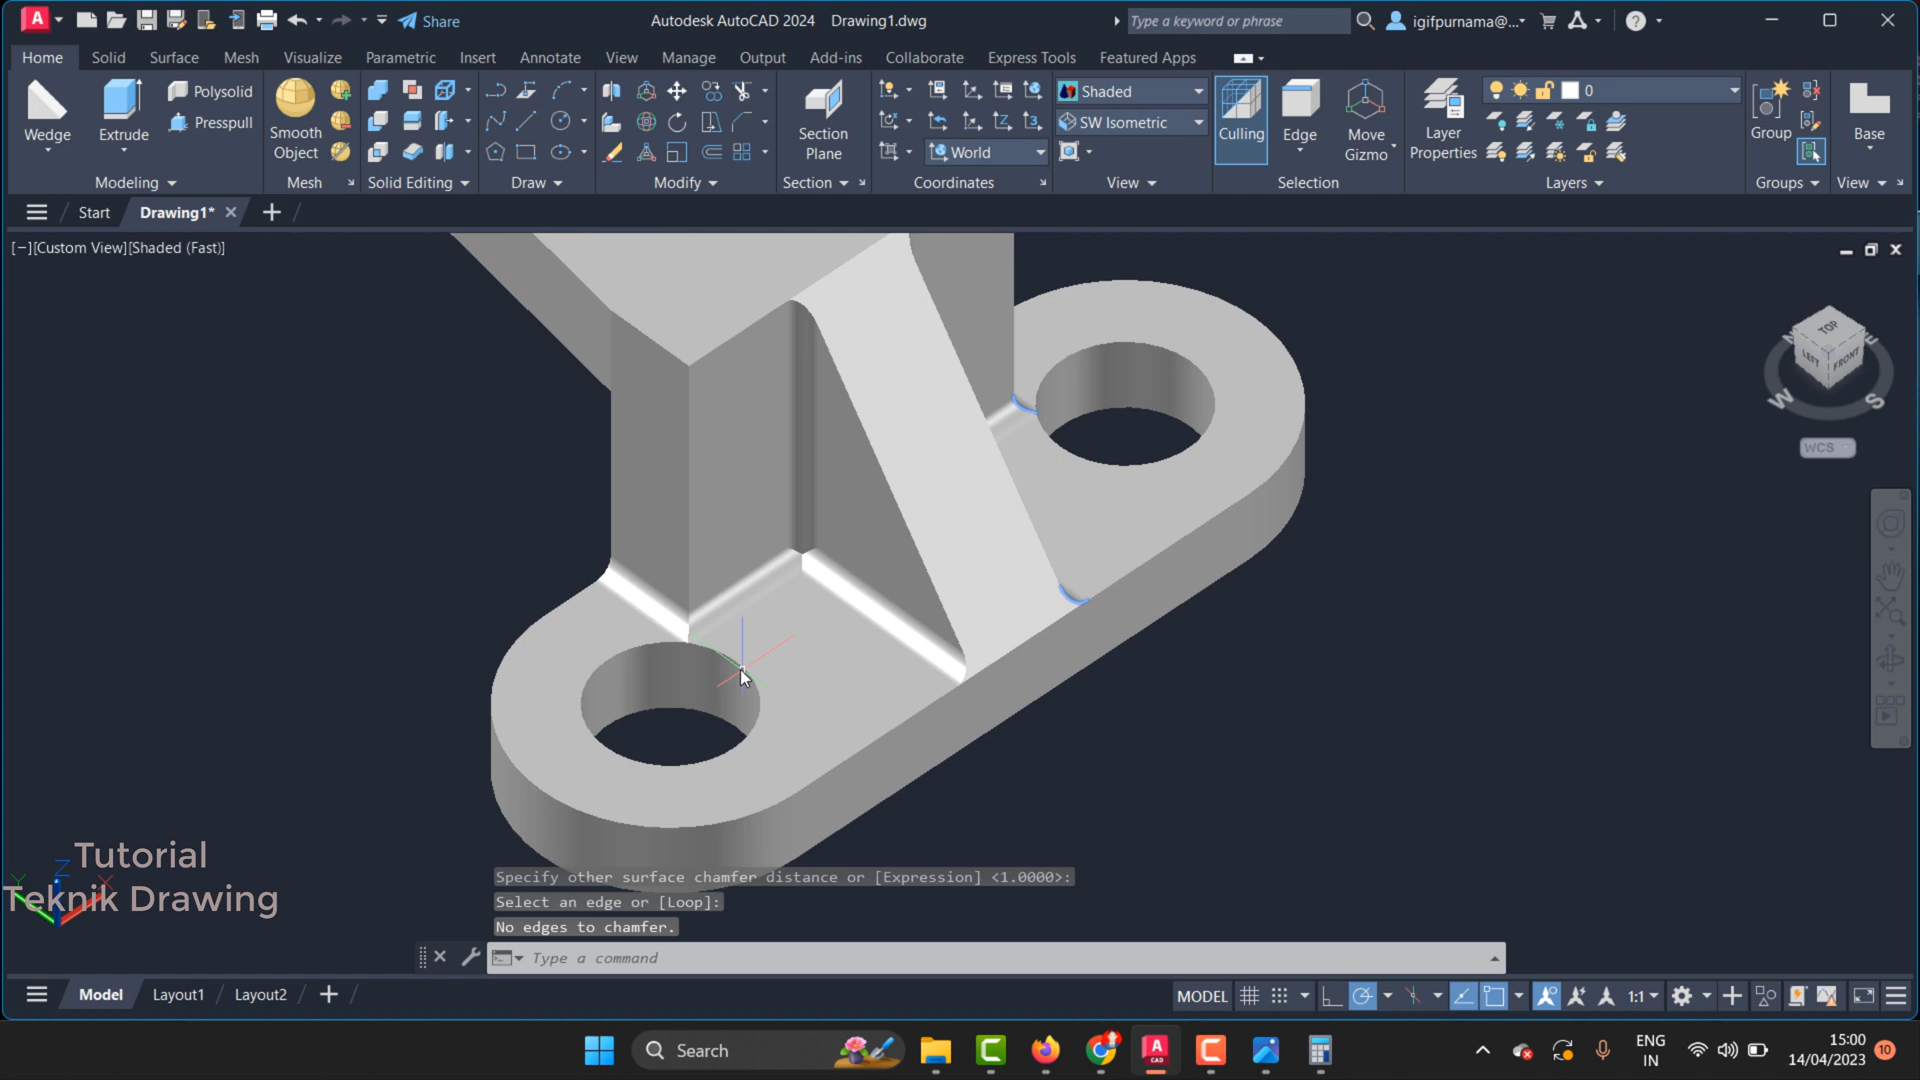 A CAD
Share
Autodesk AutoCAD 2024 Drawing1.dwg
Type a keyword or phrase
igifpurnama@...
Home Solid Surface Mesh Visualize Parametric Insert Annotate View Manage Output Add-ins Collaborate Express Tools Featured Apps
Wedge
Extrude
Polysolid
Presspull
Smooth
Object
Section
Plane
World
Shaded
SW Isometric
Culling
Edge
Move
Gizmo
Layer
Properties
0
Group
Base
Modeling Mesh Solid Editing Draw Modify Section Coordinates View Selection Layers Groups View
Start Drawing1*
[−][Custom View][Shaded (Fast)]
TOP
LEFT FRONT
W S
WCS
Tutorial
Teknik Drawing
Z
Y
X
Specify other surface chamfer distance or [Expression] <1.0000>:
Select an edge or [Loop]:
No edges to chamfer.
Type a command
Model Layout1 Layout2
MODEL
1:1
Search
ENG
IN
15:00
14/04/2023
10